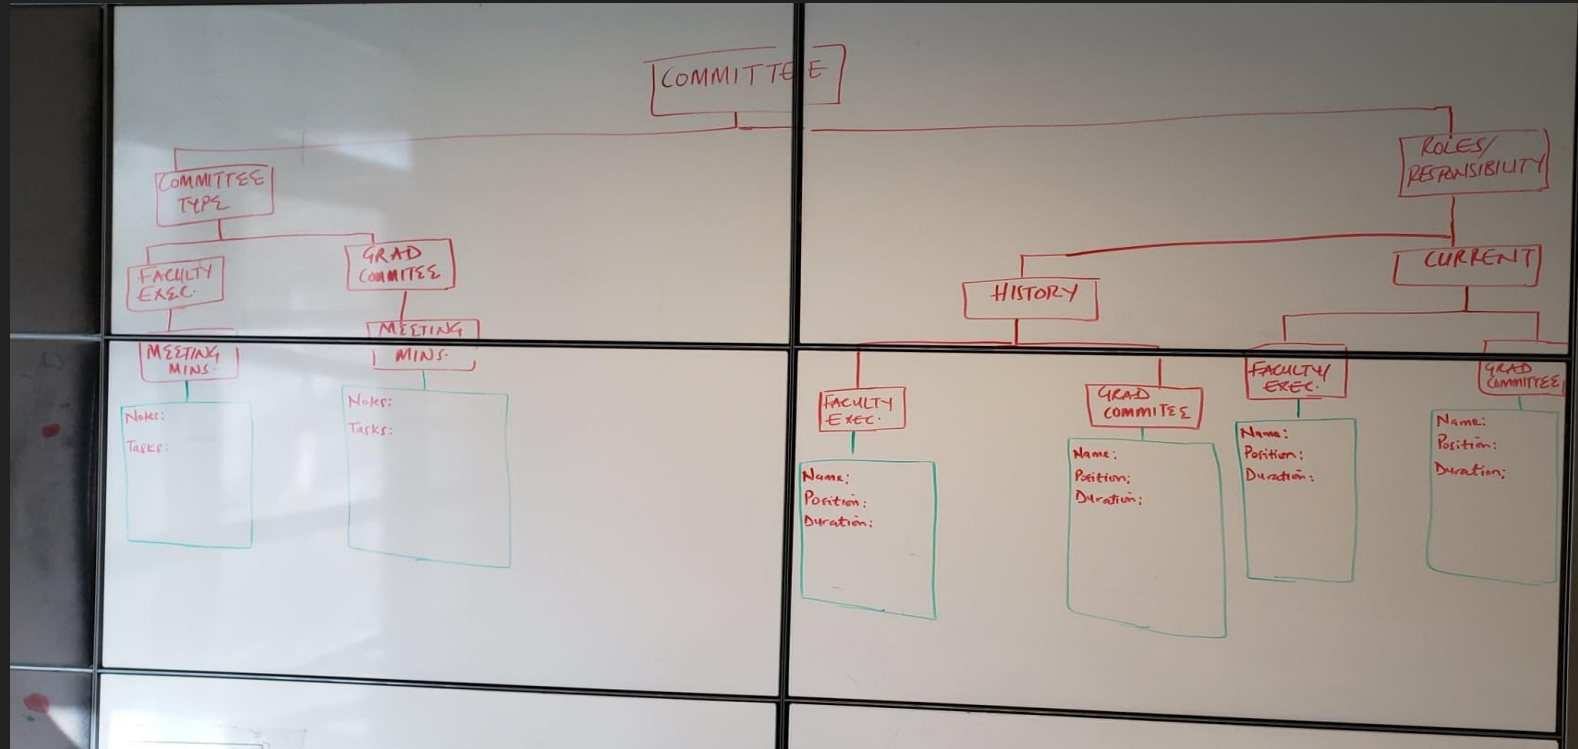 COMMITTEE
COMMITTEE
TYPE
ROLES/
RESPONSIBILITY
FACULTY
EXEC.
GRAD
COMMITEE
HISTORY
CURRENT
MEETING
MINS.
MEETING
MINS.
FACULTY
EXEC.
GRAD
COMMITEE
FACULTY/
EXEC.
GRAD
COMMITTEE
Notes:
Tasks:
Notes:
Tasks:
Name:
Position:
Duration:
Name:
Position;
Duration:
Name:
Position:
Duration:
Name:
Position:
Duration;